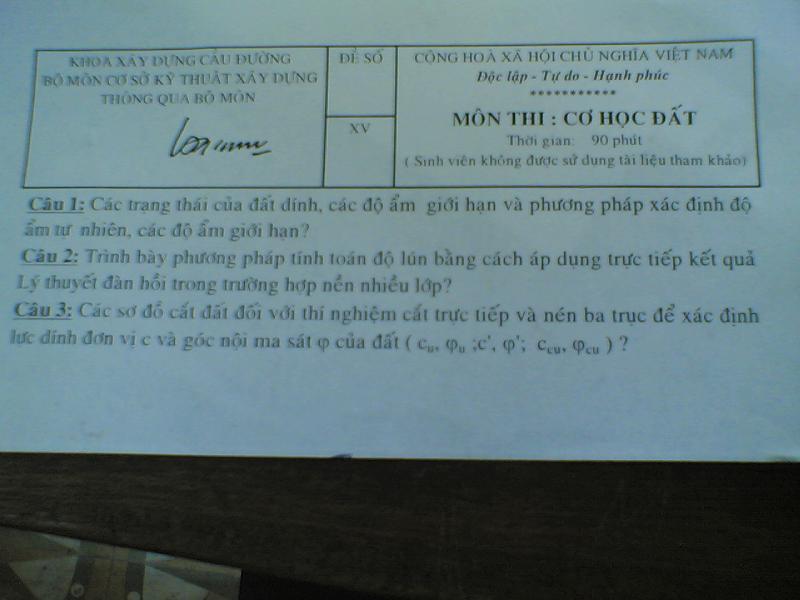 KHOA XÂY DỰNG CẦU ĐƯỜNG
BỘ MÔN CƠ SỞ KỸ THUẬT XÂY DỰNG
THÔNG QUA BỘ MÔN
ĐỀ SỐ
XV
CỘNG HOÀ XÃ HỘI CHỦ NGHĨA VIỆT NAM
Độc lập - Tự do - Hạnh phúc
***********
MÔN THI : CƠ HỌC ĐẤT
Thời gian: 90 phút
( Sinh viên không được sử dụng tài liệu tham khảo)
Câu 1: Các trạng thái của đất dính, các độ ẩm giới hạn và phương pháp xác định độ
ẩm tự nhiên, các độ ẩm giới hạn?
Câu 2: Trình bày phương pháp tính toán độ lún bằng cách áp dụng trực tiếp kết quả
Lý thuyết đàn hồi trong trường hợp nền nhiều lớp?
Câu 3: Các sơ đồ cắt đất đối với thí nghiệm cắt trực tiếp và nén ba trục để xác định
lực dính đơn vị c và góc nội ma sát φ của đất ( cu, φu ;c', φ'; ccu, φcu ) ?